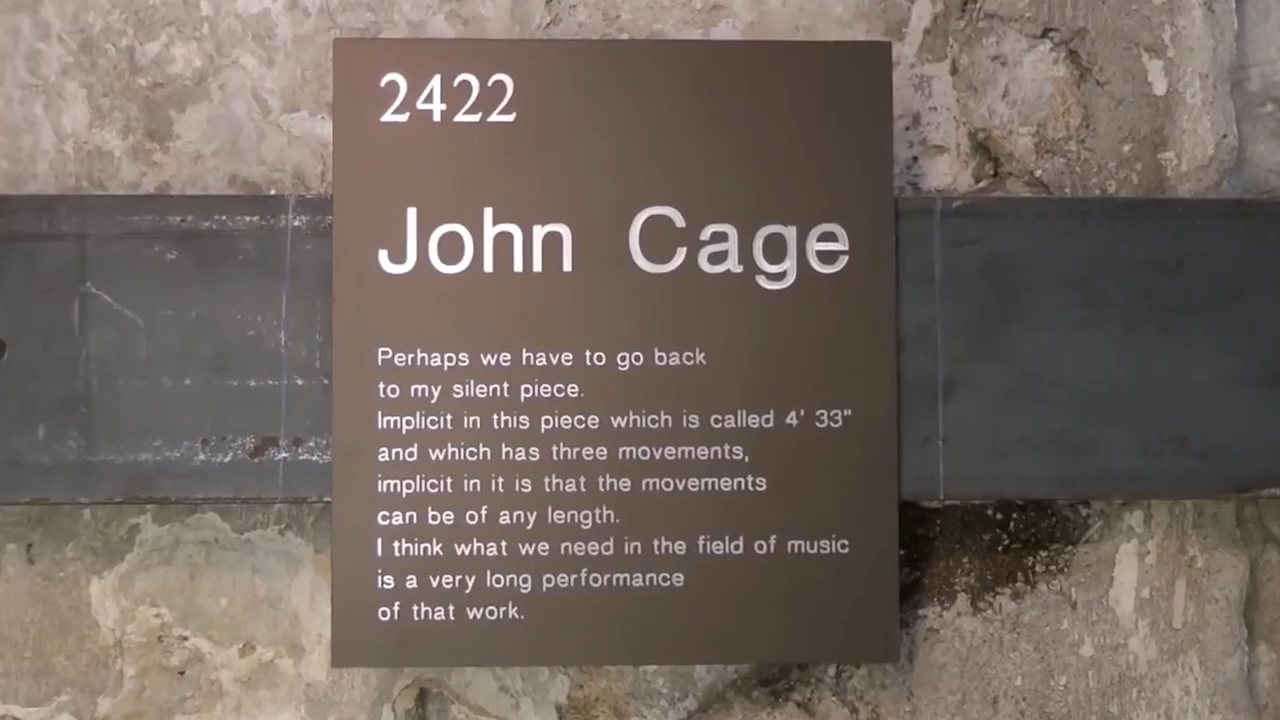 2422
John Cage
Perhaps we have to go back
to my silent piece.
Implicit in this piece which is called 4' 33"
and which has three movements,
implicit in it is that the movements
can be of any length.
I think what we need in the field of music
is a very long performance
of that work.